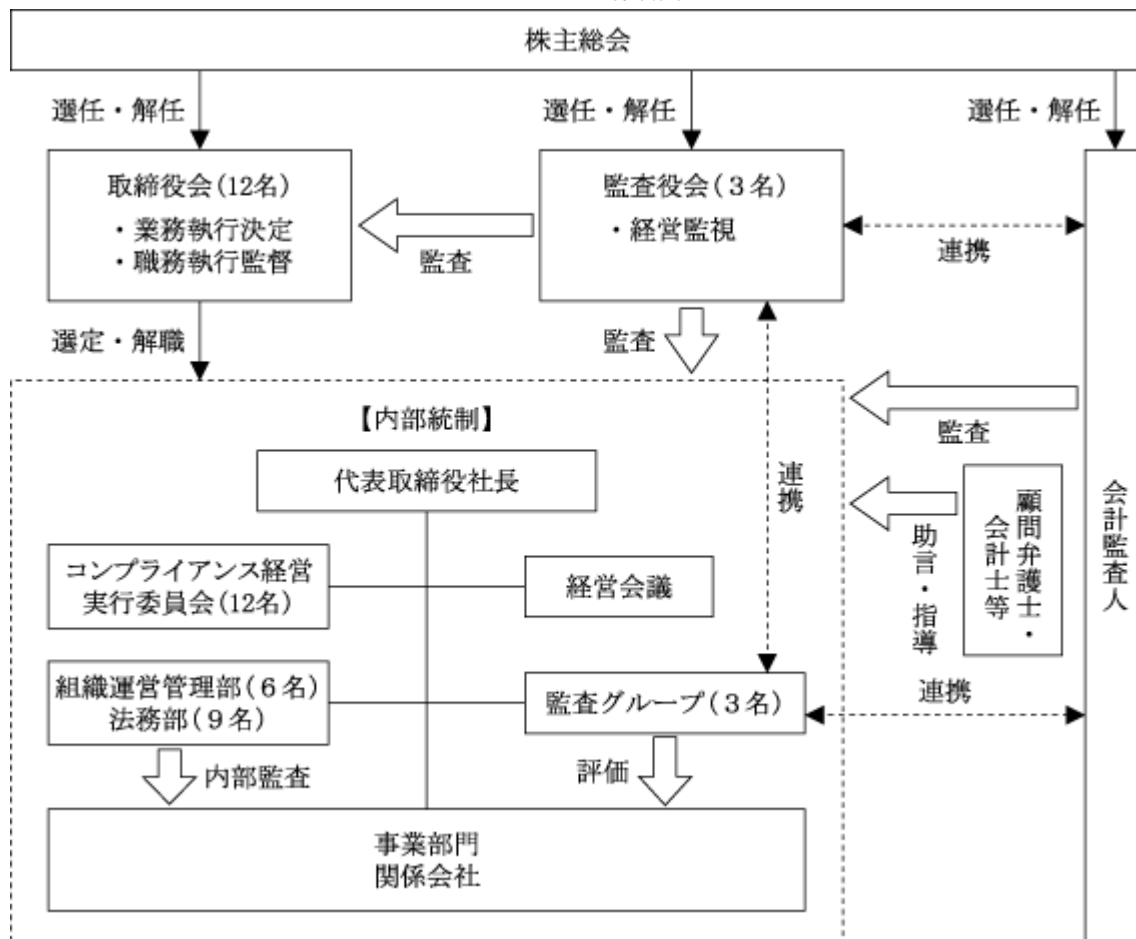 株主総会
選任・解任
選任・解任
選任・解任
取締役会(12名)
・業務執行決定
・職務執行監督
監査
監査役会(3名)
・経営監視
連携
選定・解職
監査
【内部統制】
代表取締役社長
連携
監査
コンプライアンス経営
実行委員会(12名)
経営会議
助言・指導
顧問弁護士・
会計士等
会計監査人
組織運営管理部(6名)
法務部(9名)
監査グループ(3名)
連携
内部監査
評価
事業部門
関係会社